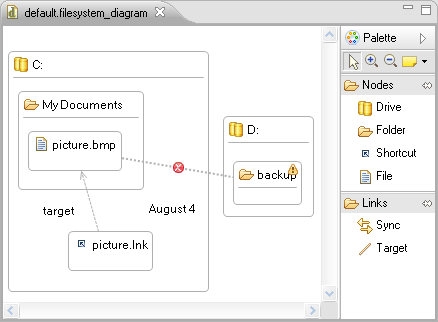 default.filesystem_diagram
C:
My Documents
picture.bmp
D:
backup
target
August 4
picture.lnk
Palette
Nodes
Drive
Folder
Shortcut
File
Links
Sync
Target